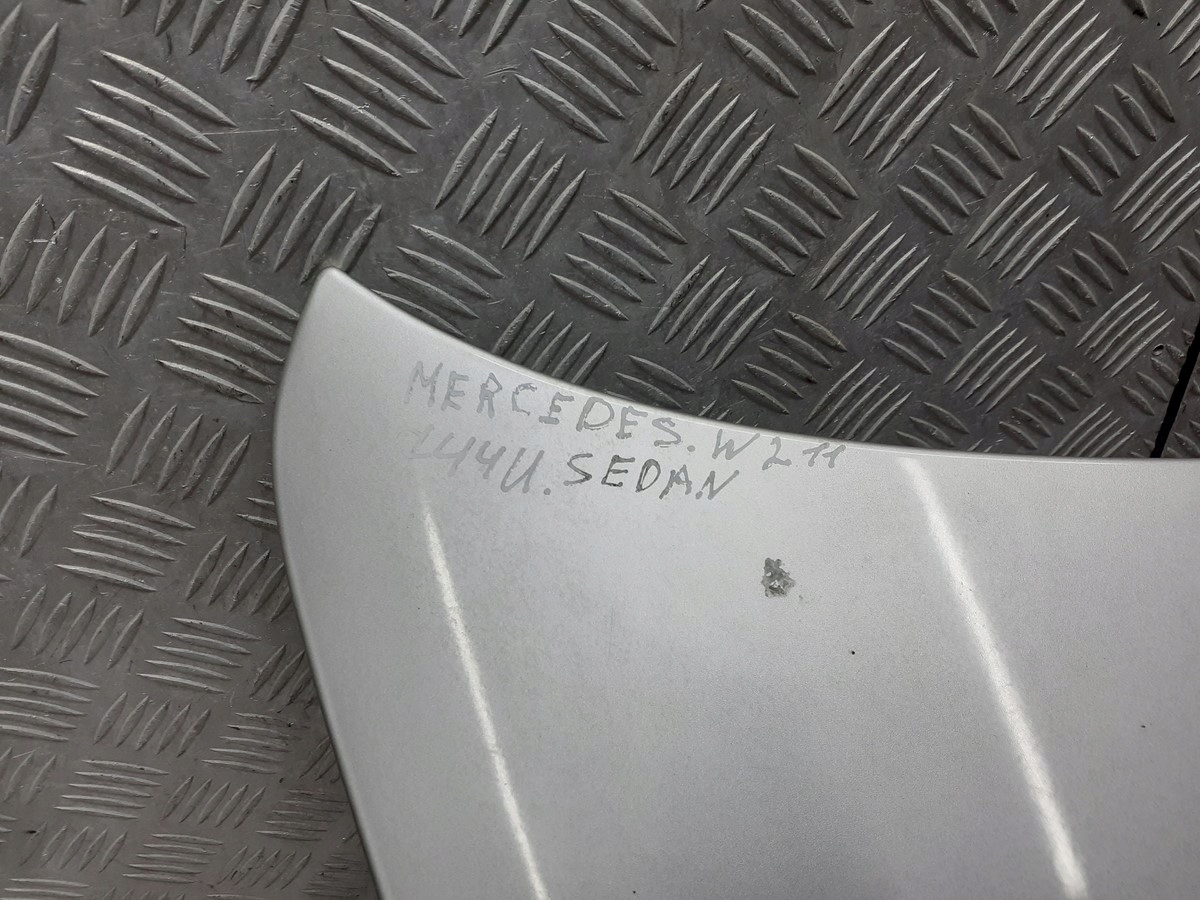 MERCEDES. W211
744U. SEDAN